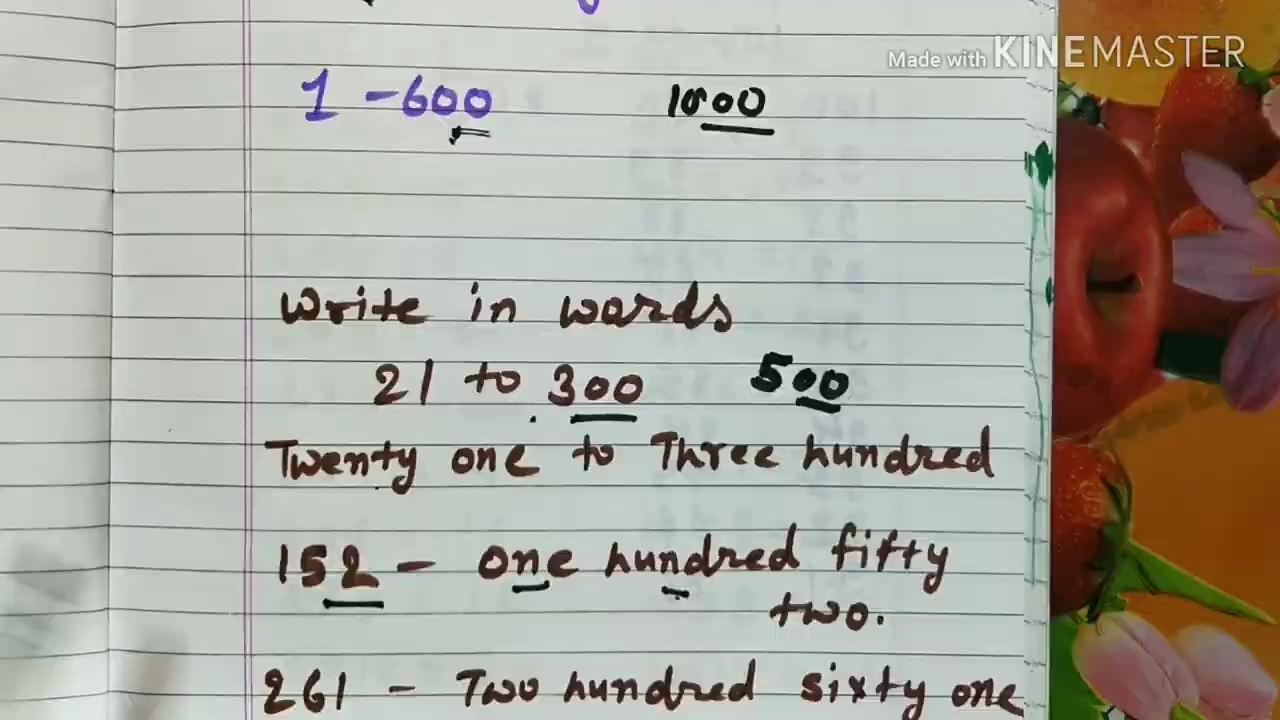 Made with KINEMASTER
1 - 600 1000
Write in words
21 to 300 500
Twenty one to Three hundred
152 - one hundred fifty
two.
261 - Two hundred sixty one